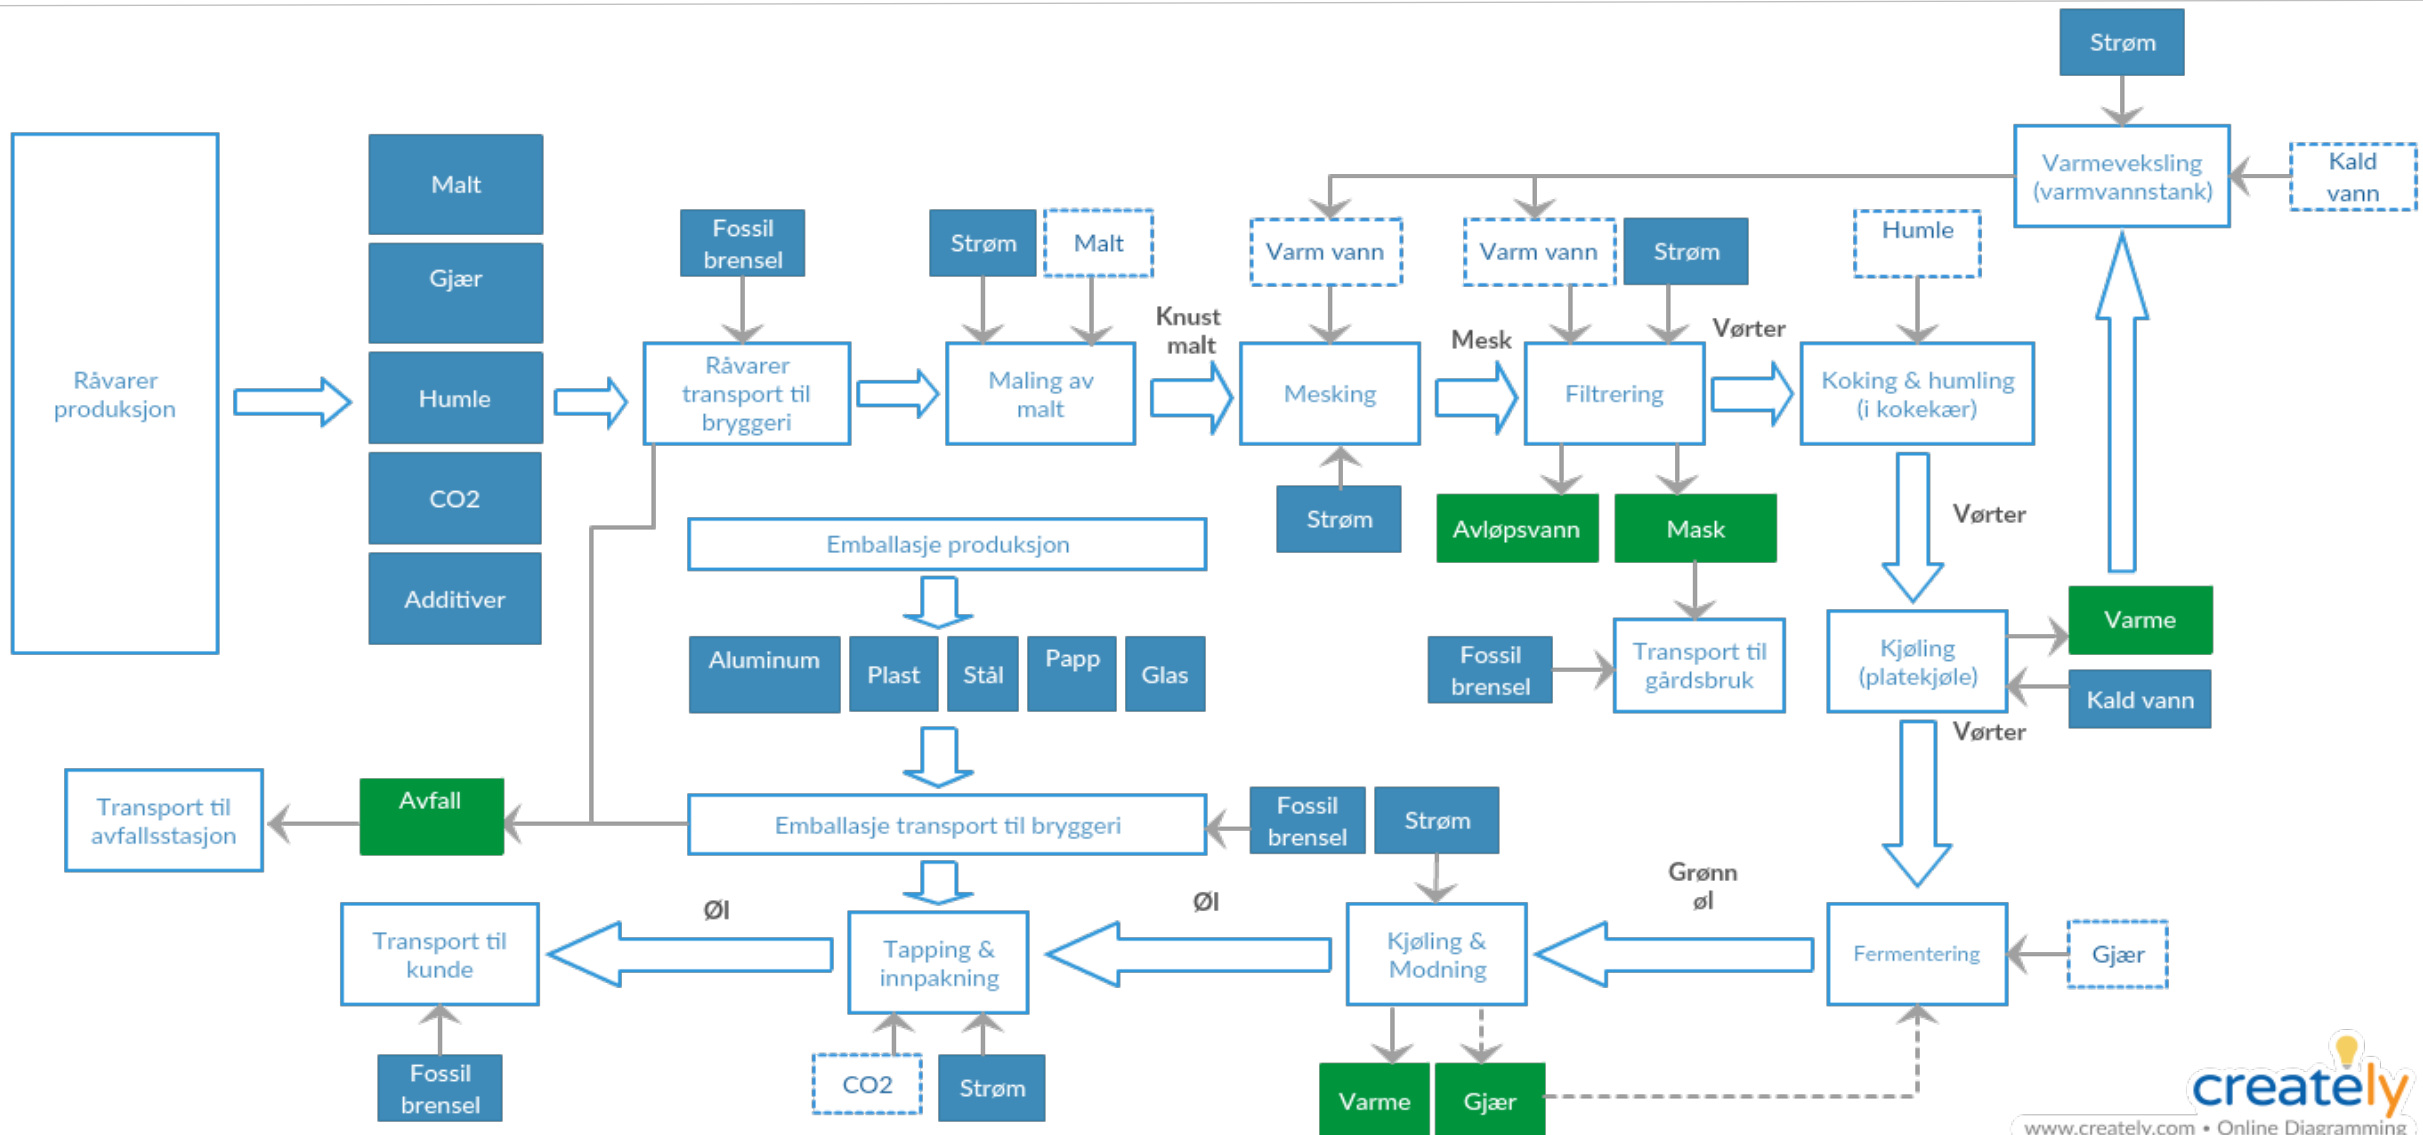 Strøm
Varmeveksling
(varmvannstank)
Kald
vann
Malt
Gjær
Humle
CO2
Additiver
Råvarer
produksjon
Fossil
brensel
Strøm
Malt
Varm vann
Varm vann
Strøm
Humle
Råvarer
transport til
bryggeri
Maling av
malt
Knust
malt
Mesking
Mesk
Filtrering
Vørter
Koking & humling
(i kokekær)
Strøm
Avløpsvann
Mask
Vørter
Emballasje produksjon
Aluminum
Plast
Stål
Papp
Glas
Fossil
brensel
Transport til
gårdsbruk
Kjøling
(platekjøle)
Varme
Kald vann
Vørter
Transport til
avfallsstasjon
Avfall
Emballasje transport til bryggeri
Fossil
brensel
Strøm
Transport til
kunde
Øl
Tapping &
innpakning
Øl
Kjøling &
Modning
Grønn
øl
Fermentering
Gjær
Fossil
brensel
CO2
Strøm
Varme
Gjær
creately
www.creately.com • Online Diagramming